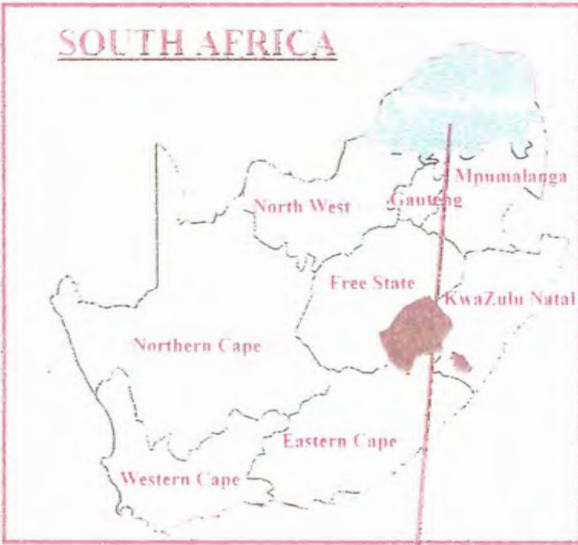 SOUTH AFRICA
Mpumalanga
North West
Gauteng
Free State
KwaZulu Natal
Northern Cape
Eastern Cape
Western Cape